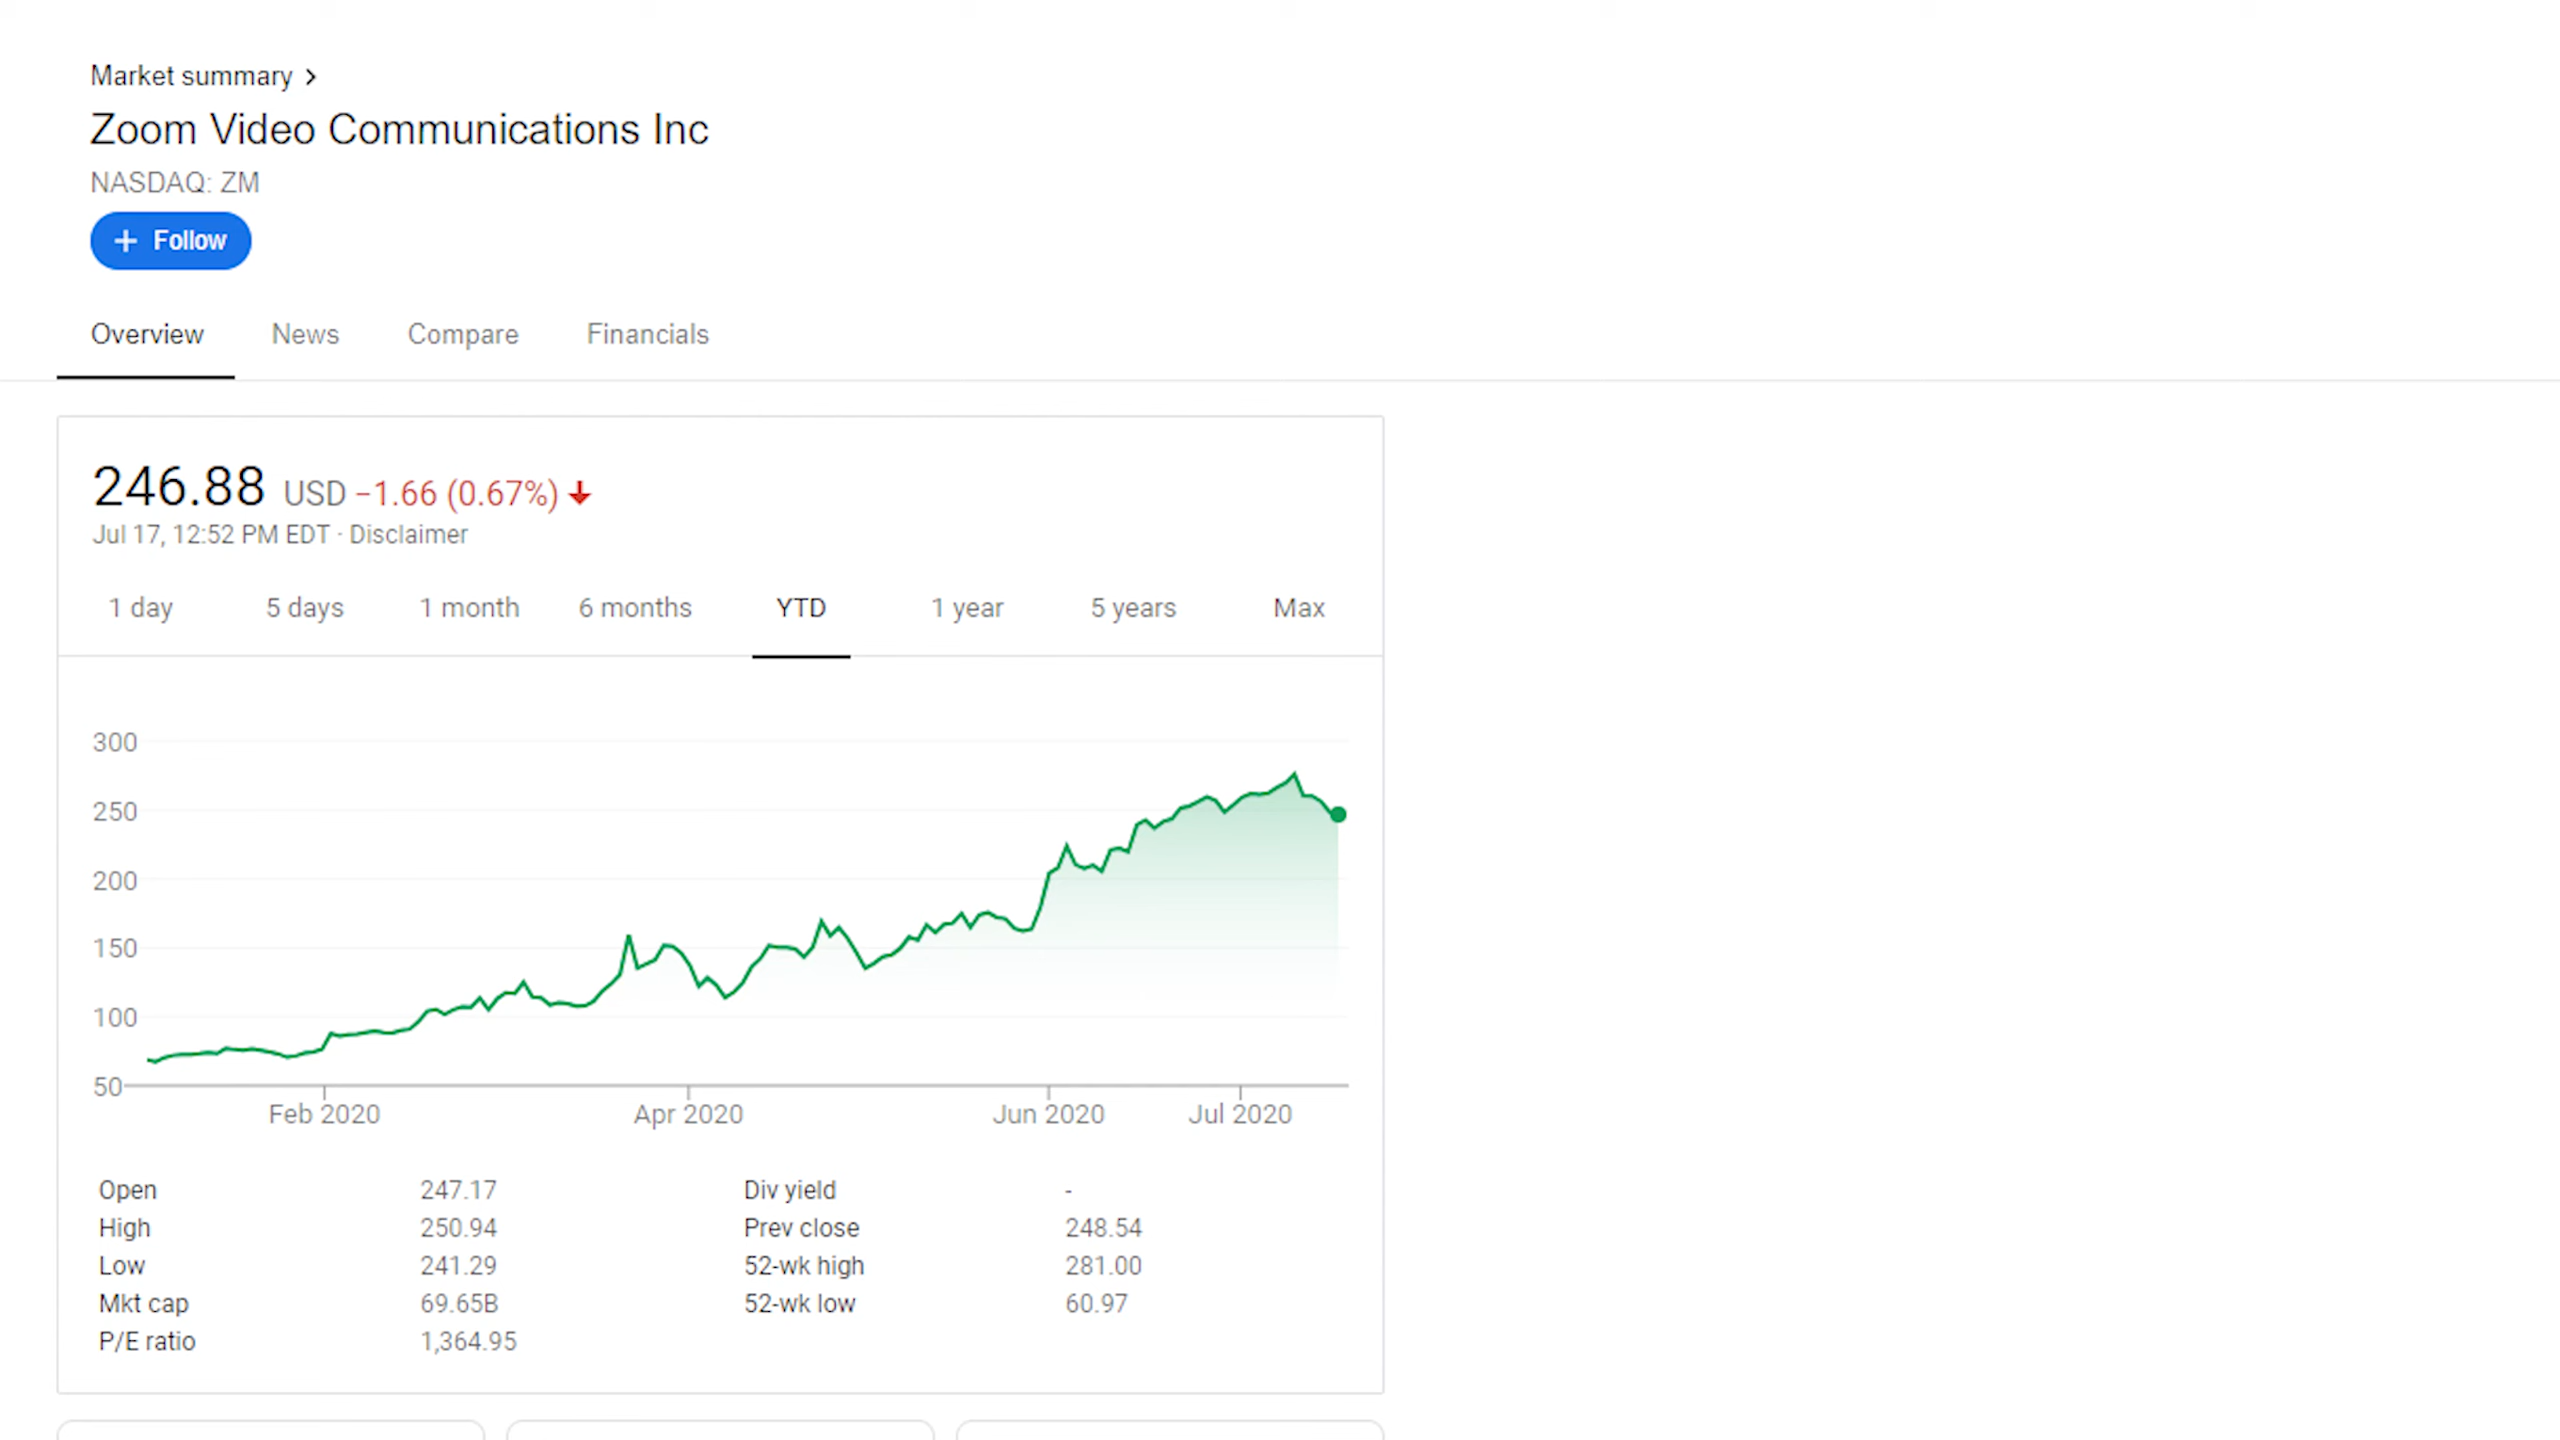 Market summary >
Zoom Video Communications Inc
NASDAQ: ZM
+ Follow
Overview News Compare Financials
246.88 USD −1.66 (0.67%) ↓
Jul 17, 12:52 PM EDT · Disclaimer
1 day 5 days 1 month 6 months YTD 1 year 5 years Max
300
250
200
150
100
50
Feb 2020 Apr 2020 Jun 2020 Jul 2020
Open 247.17 Div yield -
High 250.94 Prev close 248.54
Low 241.29 52-wk high 281.00
Mkt cap 69.65B 52-wk low 60.97
P/E ratio 1,364.95